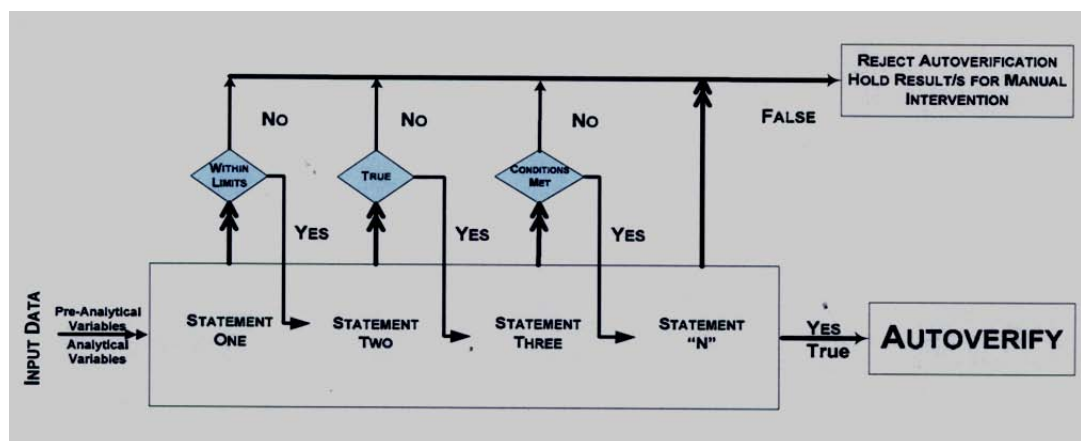 REJECT AUTOVERIFICATION
HOLD RESULT/S FOR MANUAL
INTERVENTION
NO
NO
NO
FALSE
WITHIN
LIMITS
TRUE
CONDITIONS
MET
YES
YES
YES
INPUT DATA
Pre-Analytical
Variables
Analytical
Variables
STATEMENT
ONE
STATEMENT
TWO
STATEMENT
THREE
STATEMENT
“N”
YES
True
AUTOVERIFY